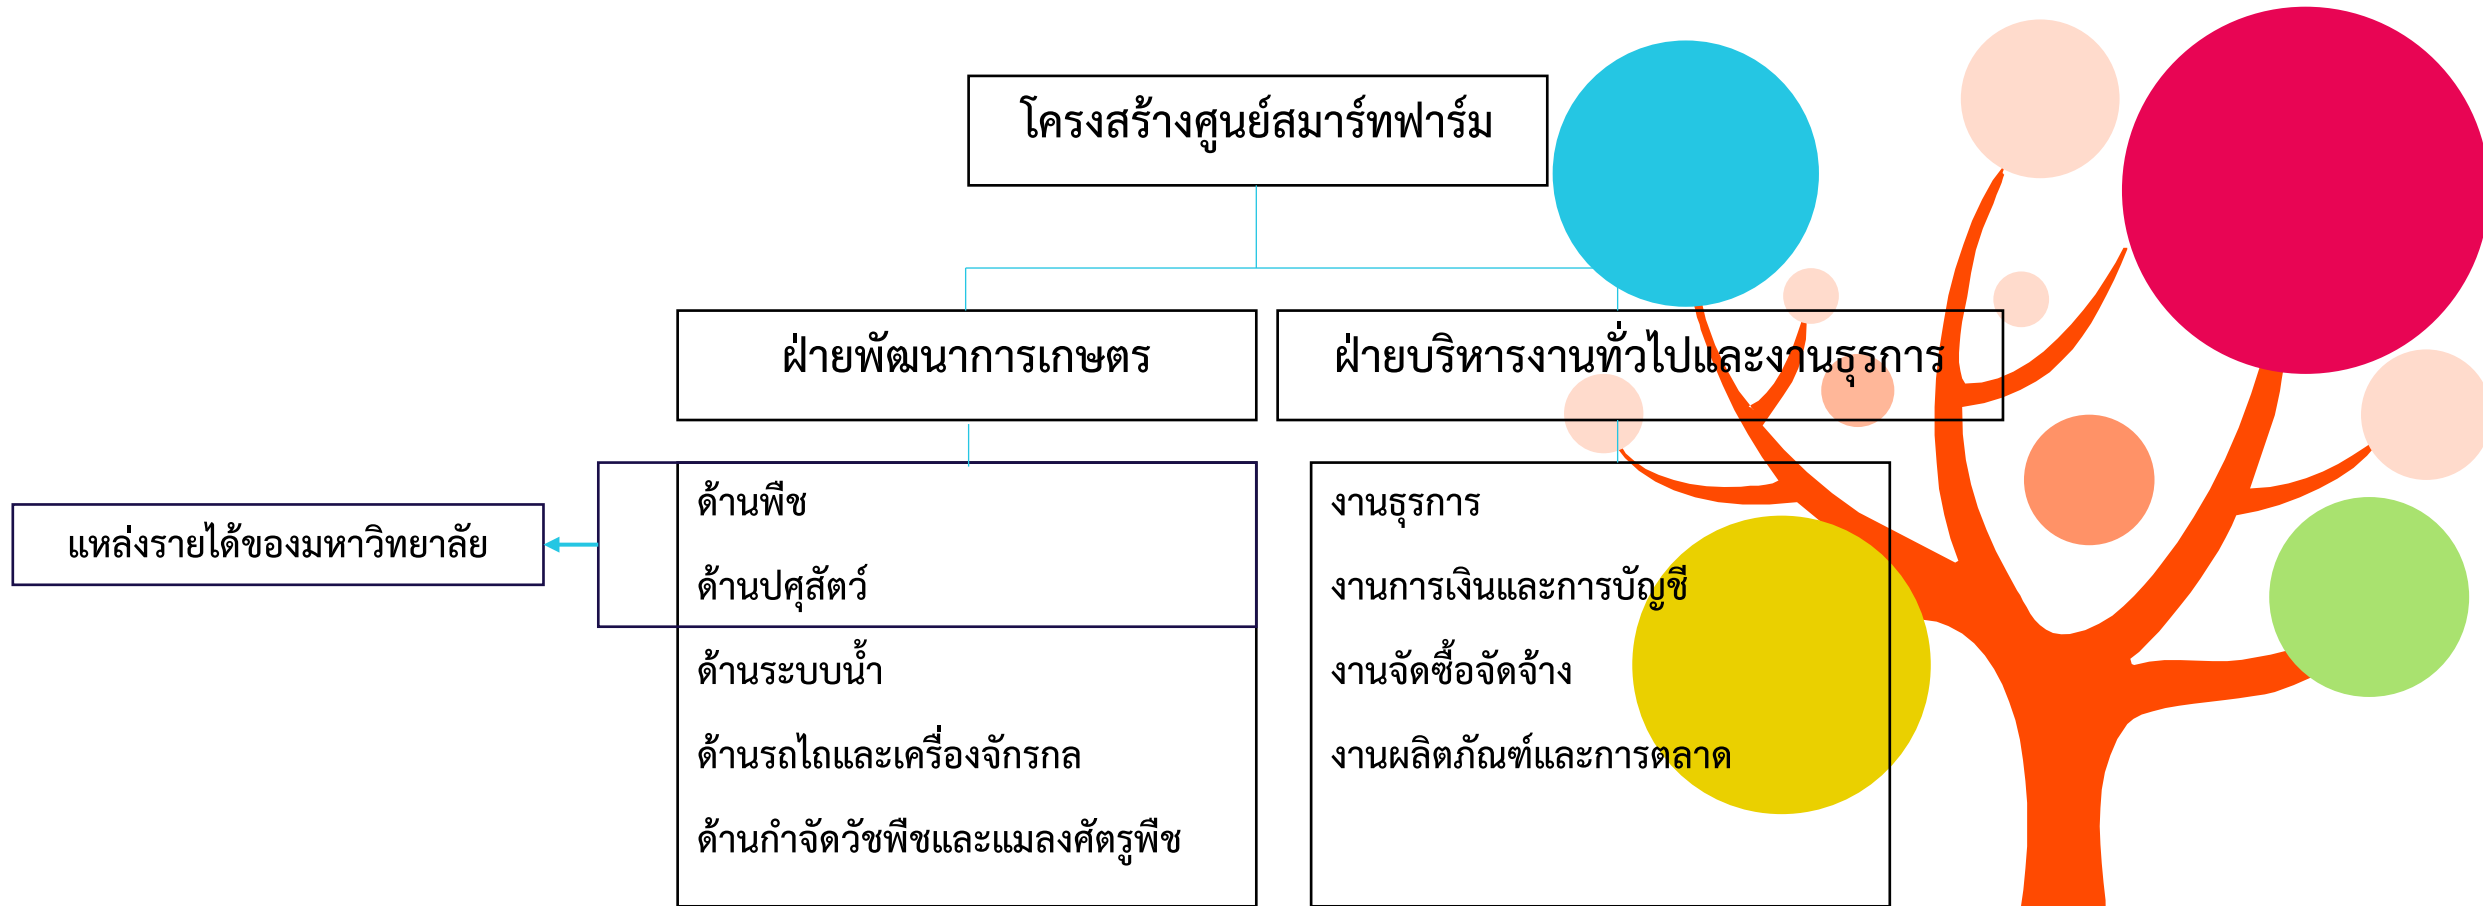 โครงสร้างศูนย์สมาร์ทฟาร์ม
ฝ่ายพัฒนาการเกษตร
ฝ่ายบริหารงานทั่วไปและงานธุรการ
แหล่งรายได้ของมหาวิทยาลัย
ด้านพืช
ด้านปศุสัตว์
ด้านระบบน้ำ
ด้านรถไถและเครื่องจักรกล
ด้านกำจัดวัชพืชและแมลงศัตรูพืช
งานธุรการ
งานการเงินและการบัญชี
งานจัดซื้อจัดจ้าง
งานผลิตภัณฑ์และการตลาด